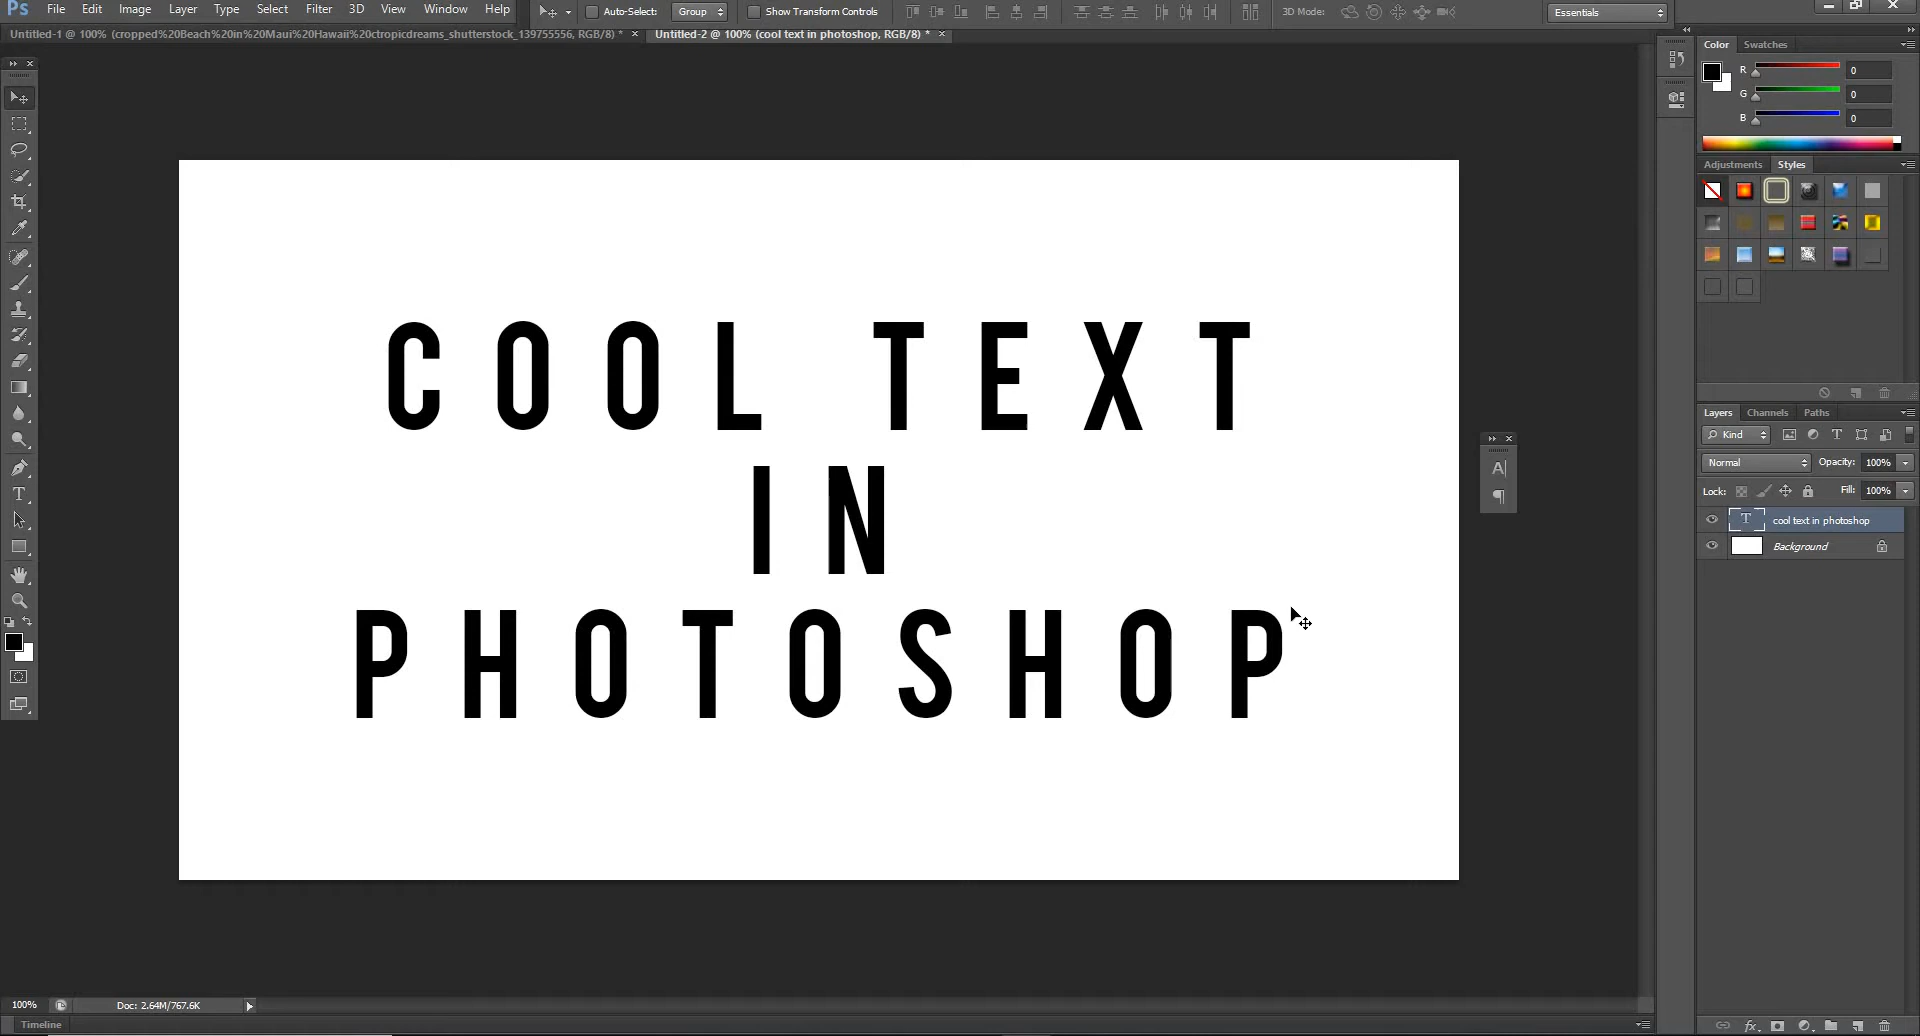 Ps File Edit Image Layer Type Select Filter 3D View Window Help
Auto-Select: Group Show Transform Controls 3D Mode: Essentials
Untitled-1 @ 100% (cropped%20Beach%20in%20Maui%20Hawaii%20ctropicdreams_shutterstock_139755556, RGB/8) * ×
Untitled-2 @ 100% (cool text in photoshop, RGB/8) * ×
Color Swatches
R 0
G 0
B 0
Adjustments Styles
COOL TEXT
IN
PHOTOSHOP
Layers Channels Paths
Kind
Normal Opacity: 100%
Lock: Fill: 100%
T cool text in photoshop
Background
100% Doc: 2.64M/767.6K
Timeline
fx